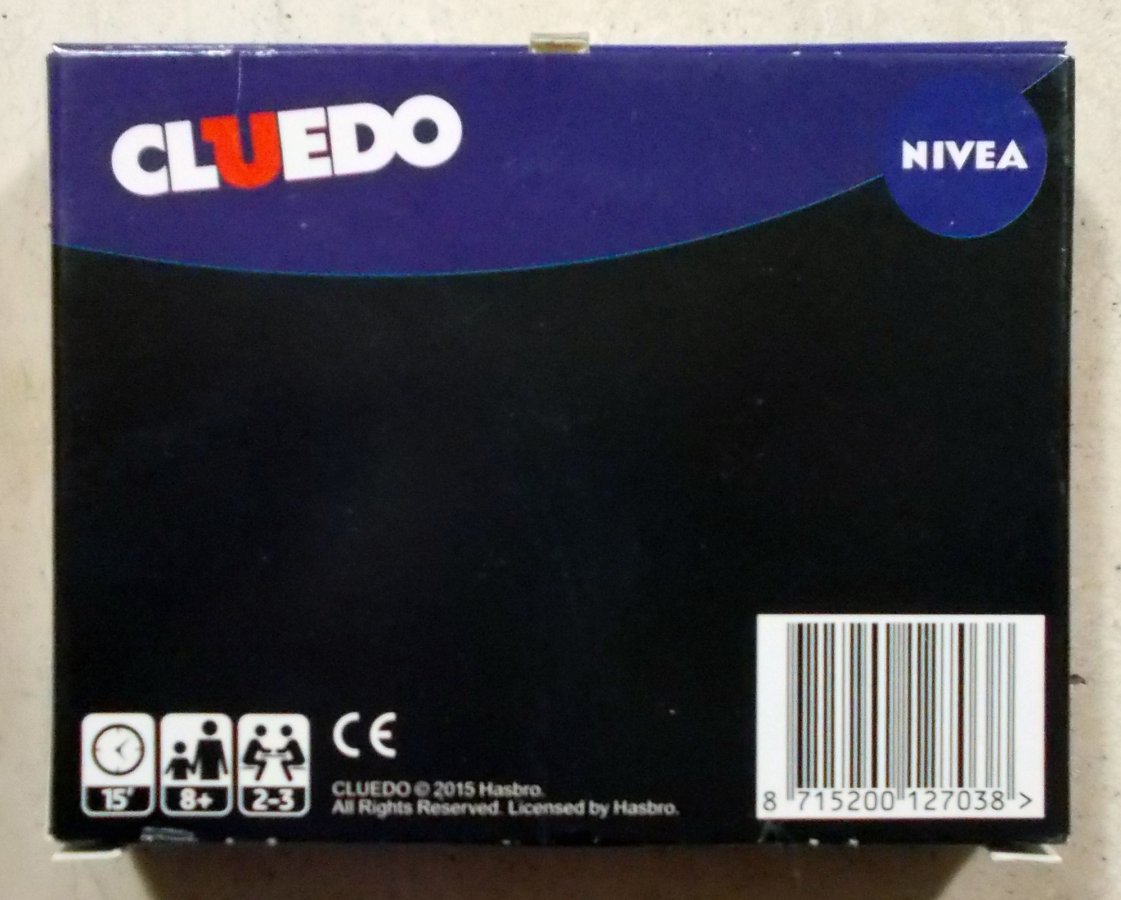 CLUEDO
NIVEA
15'
8+
2-3
CE
CLUEDO © 2015 Hasbro.
All Rights Reserved. Licensed by Hasbro.
8 715200 127038 >